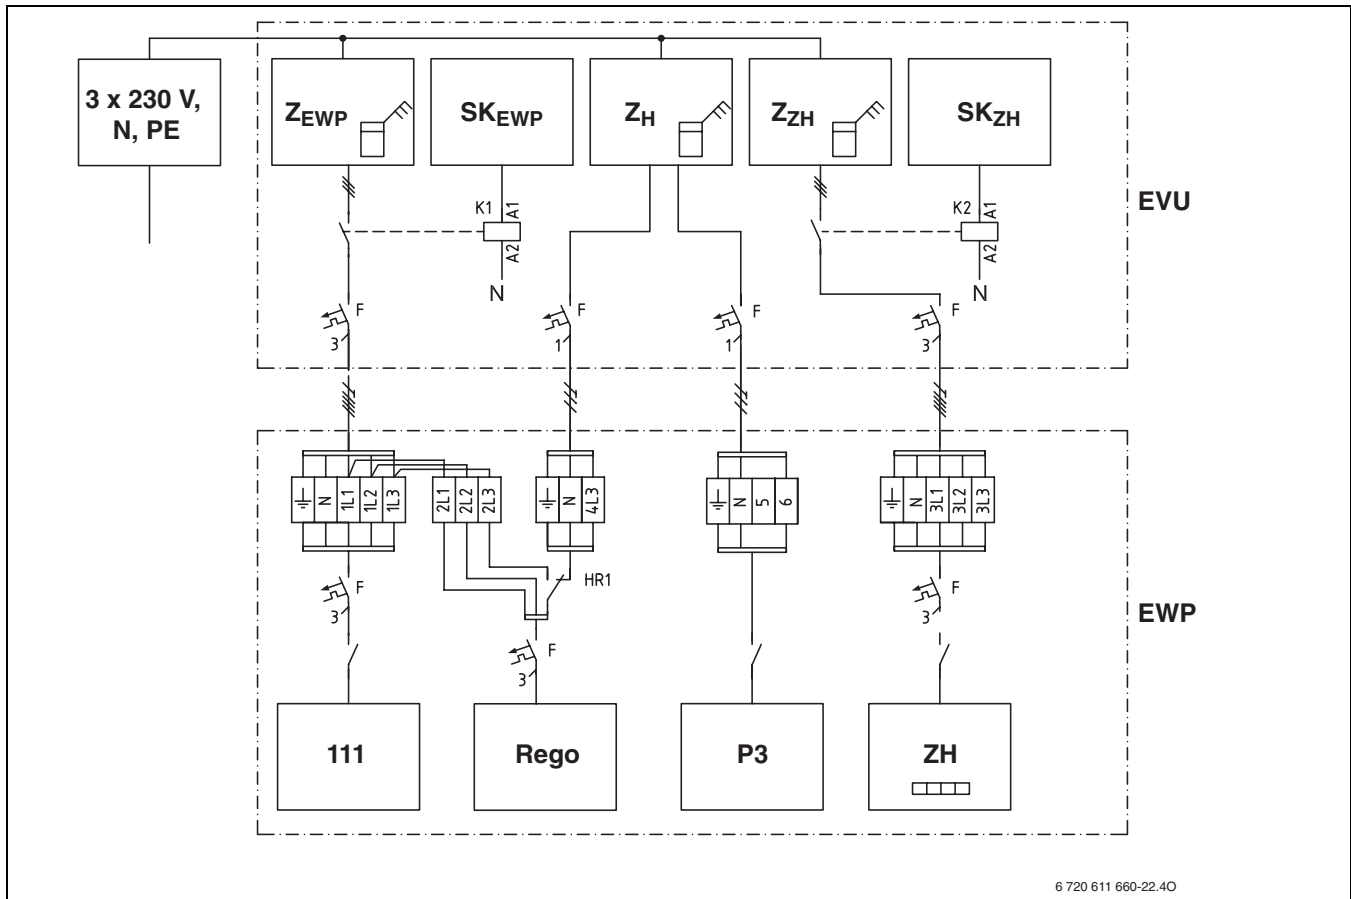 3 x 230 V,
N, PE
ZEWP
SKEWP
ZH
ZZH
SKZH
EVU
K1
A1
A2
N
K2
A1
A2
N
F
3
F
1
F
1
F
3
N
1L1
1L2
1L3
2L1
2L2
2L3
N
4L3
N
5
6
N
3L1
3L2
3L3
HR1
F
3
F
3
F
3
EWP
111
Rego
P3
ZH
6 720 611 660-22.4O